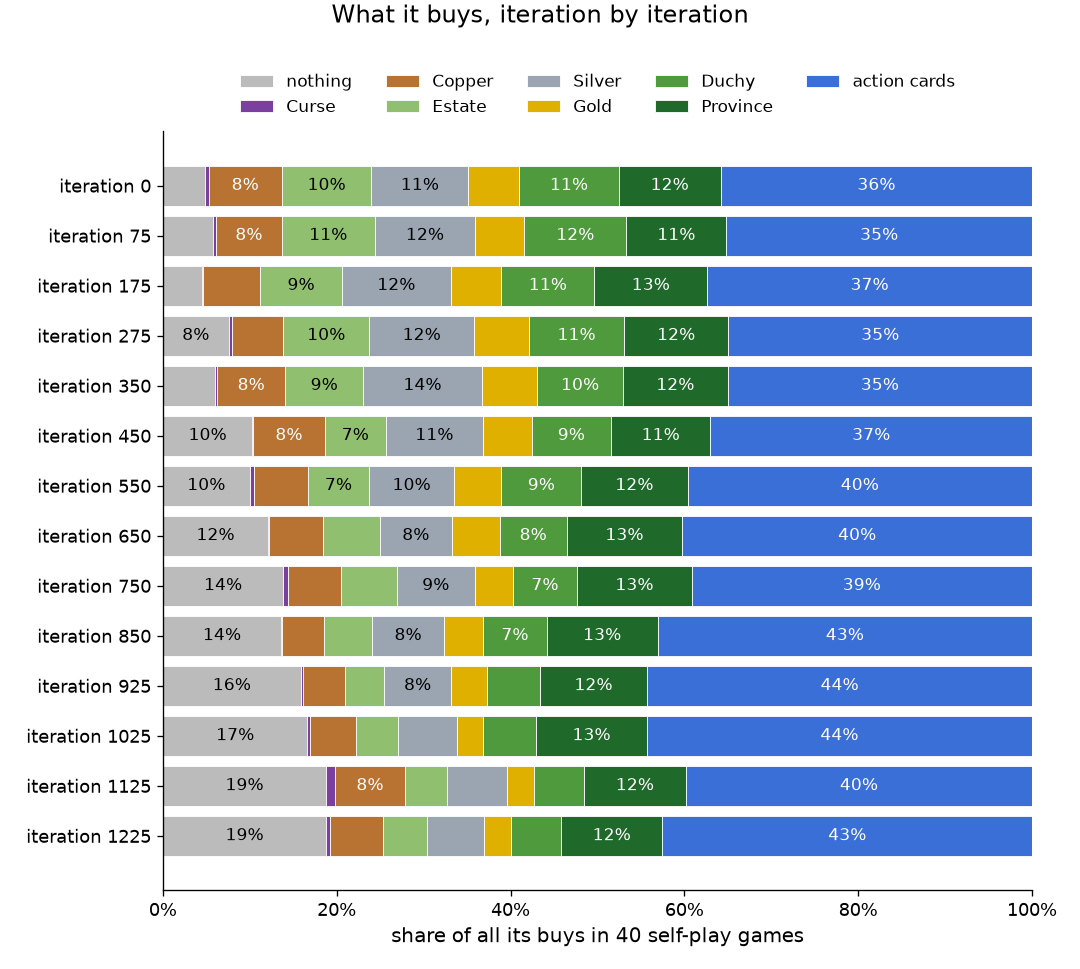 What it buys, iteration by iteration
nothing Copper Silver Duchy action cards
Curse Estate Gold Province
iteration 0 8% 10% 11% 11% 12% 36%
iteration 75 8% 11% 12% 12% 11% 35%
iteration 175 9% 12% 11% 13% 37%
iteration 275 8% 10% 12% 11% 12% 35%
iteration 350 8% 9% 14% 10% 12% 35%
iteration 450 10% 8% 7% 11% 9% 11% 37%
iteration 550 10% 7% 10% 9% 12% 40%
iteration 650 12% 8% 8% 13% 40%
iteration 750 14% 9% 7% 13% 39%
iteration 850 14% 8% 7% 13% 43%
iteration 925 16% 8% 12% 44%
iteration 1025 17% 13% 44%
iteration 1125 19% 8% 12% 40%
iteration 1225 19% 12% 43%
0% 20% 40% 60% 80% 100%
share of all its buys in 40 self-play games